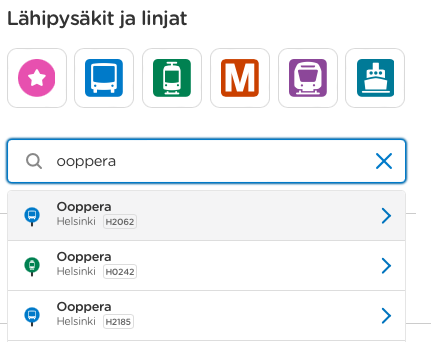 Lähipysäkit ja linjat
M
ooppera
Ooppera
Helsinki H2062
Ooppera
Helsinki H0242
Ooppera
Helsinki H2185